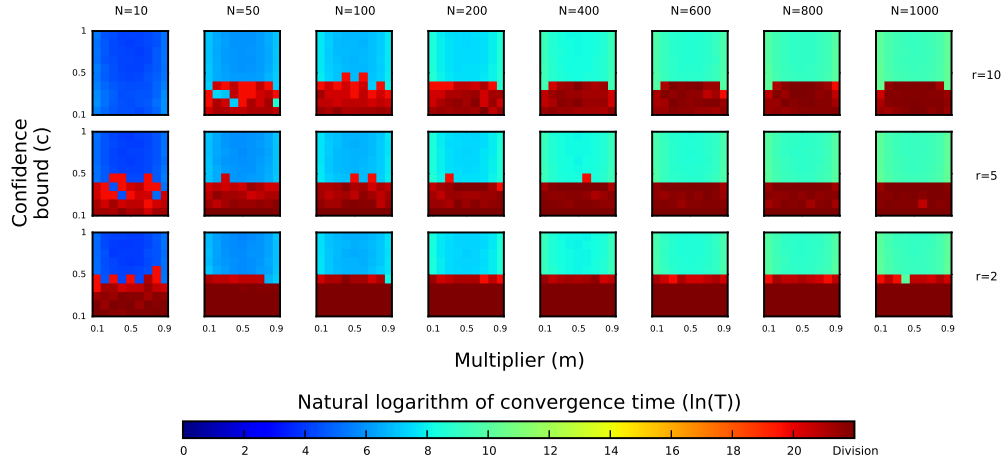 N=10 N=50 N=100 N=200 N=400 N=600 N=800 N=1000
1
0.5
0.1
r=10
1
0.5
0.1
r=5
1
0.5
0.1
r=2
Confidence
bound (c)
0.1 0.5 0.9 0.1 0.5 0.9 0.1 0.5 0.9 0.1 0.5 0.9 0.1 0.5 0.9 0.1 0.5 0.9 0.1 0.5 0.9 0.1 0.5 0.9
Multiplier (m)
Natural logarithm of convergence time (ln(T))
0 2 4 6 8 10 12 14 16 18 20 Division